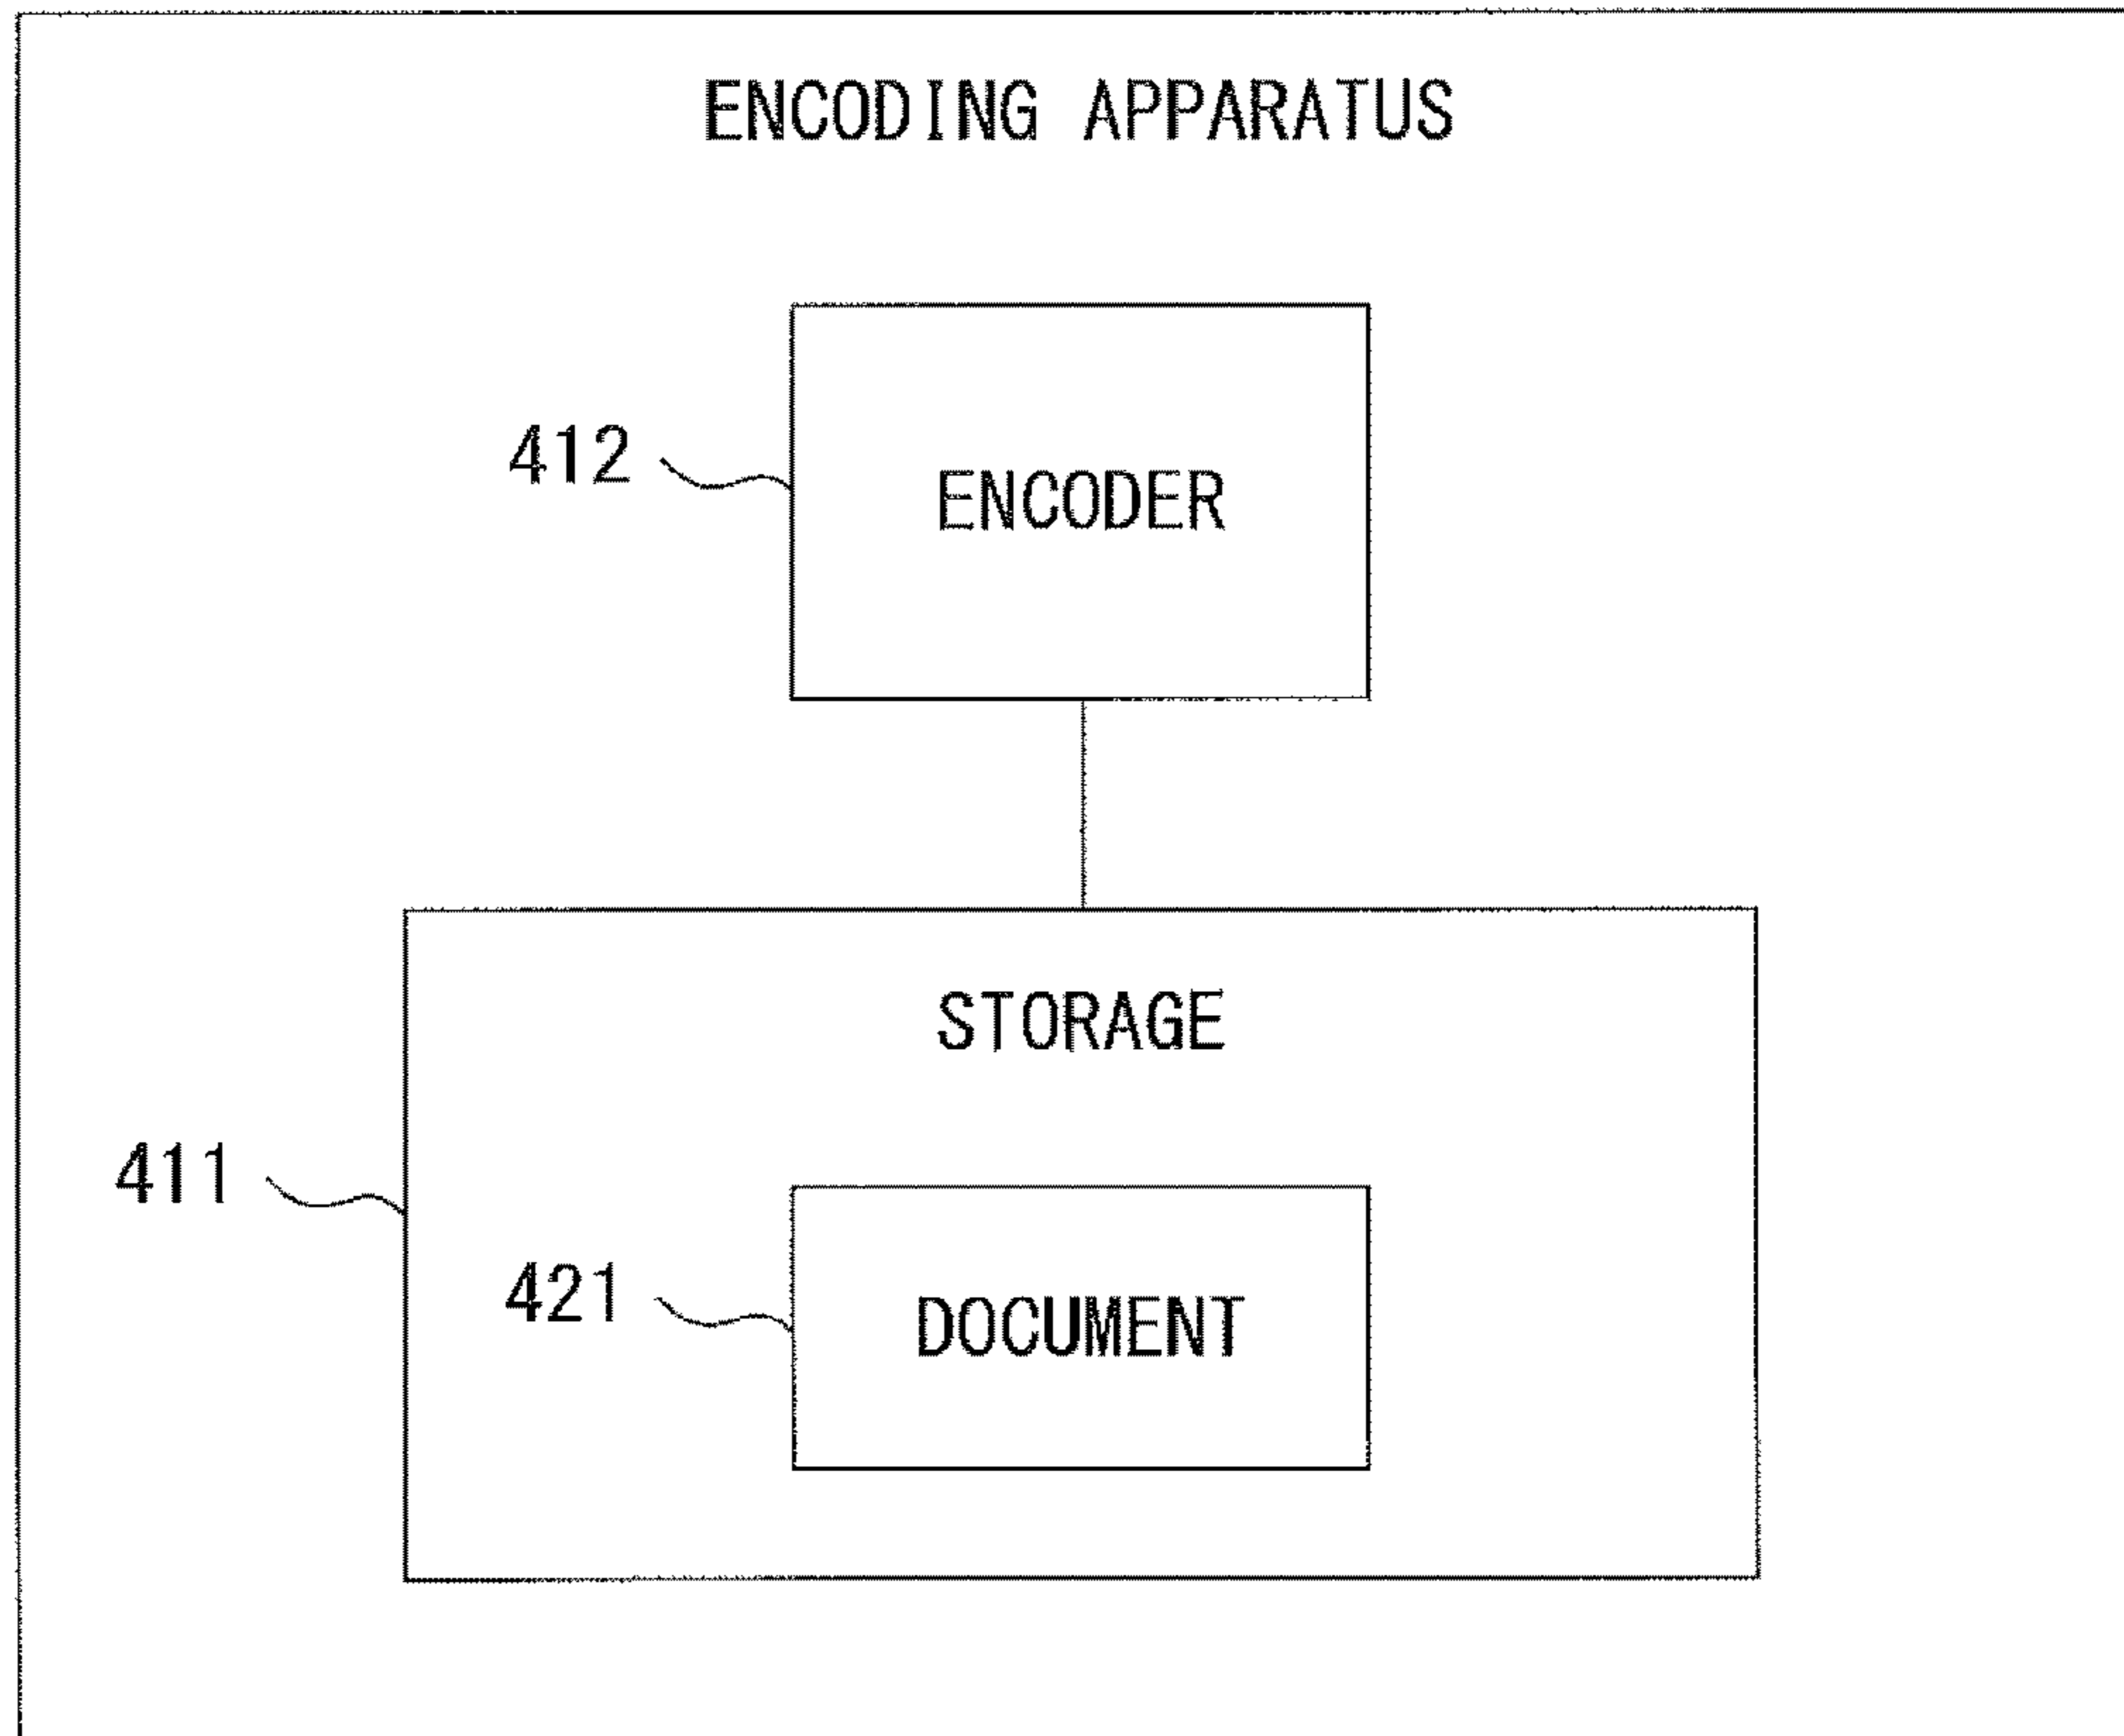 ENCODING APPARATUS
412
ENCODER
STORAGE
411
421
DOCUMENT